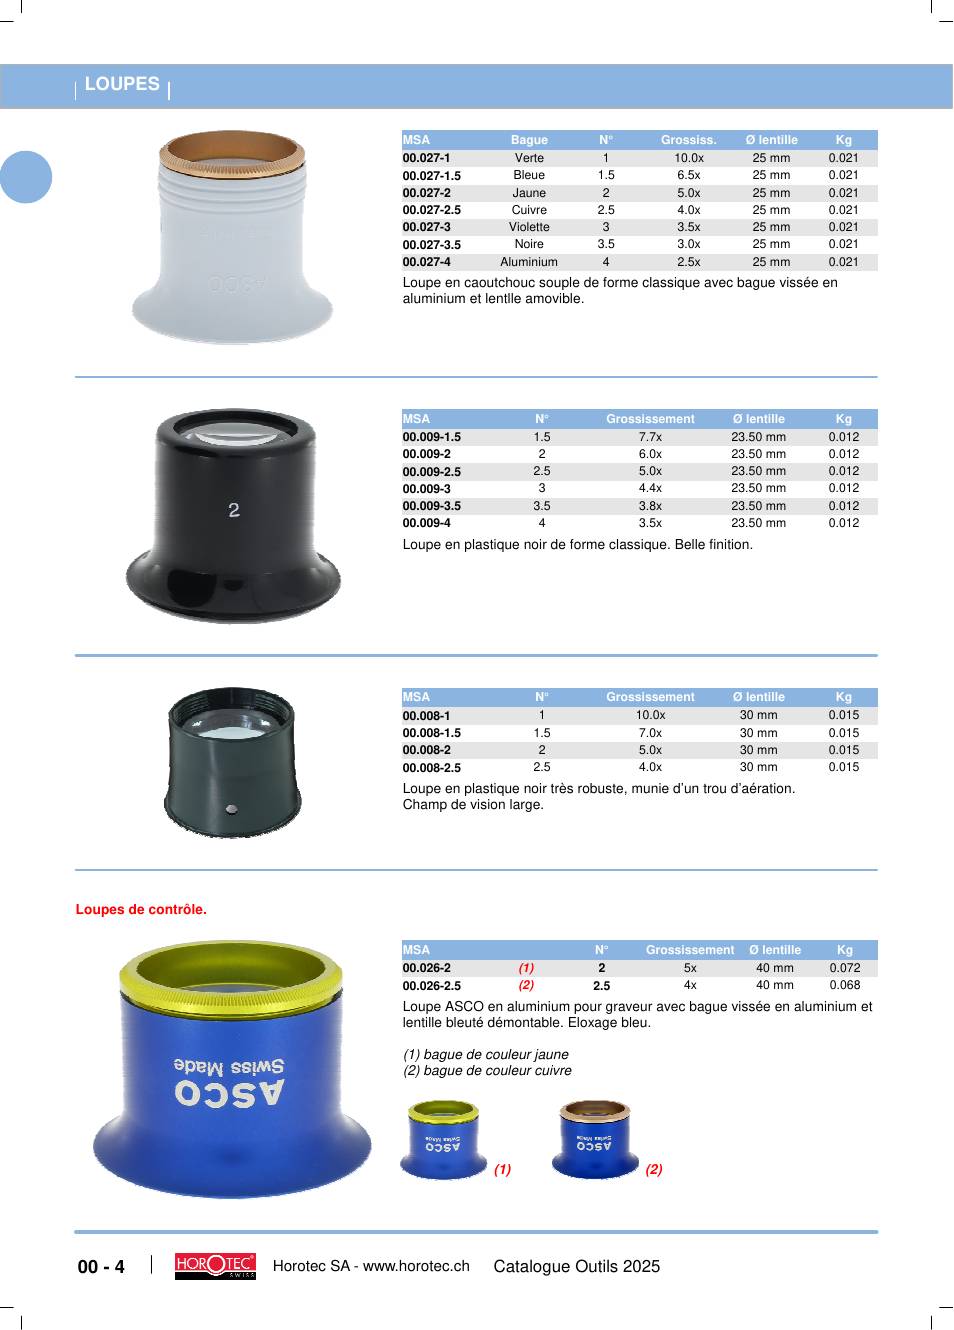 LOUPES
MSA Bague N° Grossiss. Ø lentille Kg
00.027-1 Verte 1 10.0x 25 mm 0.021
00.027-1.5 Bleue 1.5 6.5x 25 mm 0.021
00.027-2 Jaune 2 5.0x 25 mm 0.021
00.027-2.5 Cuivre 2.5 4.0x 25 mm 0.021
00.027-3 Violette 3 3.5x 25 mm 0.021
00.027-3.5 Noire 3.5 3.0x 25 mm 0.021
00.027-4 Aluminium 4 2.5x 25 mm 0.021
Loupe en caoutchouc souple de forme classique avec bague vissée en
aluminium et lentlle amovible.
ASCO
MSA N° Grossissement Ø lentille Kg
00.009-1.5 1.5 7.7x 23.50 mm 0.012
00.009-2 2 6.0x 23.50 mm 0.012
00.009-2.5 2.5 5.0x 23.50 mm 0.012
00.009-3 3 4.4x 23.50 mm 0.012
00.009-3.5 3.5 3.8x 23.50 mm 0.012
00.009-4 4 3.5x 23.50 mm 0.012
Loupe en plastique noir de forme classique. Belle finition.
2
MSA N° Grossissement Ø lentille Kg
00.008-1 1 10.0x 30 mm 0.015
00.008-1.5 1.5 7.0x 30 mm 0.015
00.008-2 2 5.0x 30 mm 0.015
00.008-2.5 2.5 4.0x 30 mm 0.015
Loupe en plastique noir très robuste, munie d'un trou d'aération.
Champ de vision large.
Loupes de contrôle.
MSA N° Grossissement Ø lentille Kg
00.026-2 (1) 2 5x 40 mm 0.072
00.026-2.5 (2) 2.5 4x 40 mm 0.068
Loupe ASCO en aluminium pour graveur avec bague vissée en aluminium et
lentille bleuté démontable. Eloxage bleu.
(1) bague de couleur jaune
(2) bague de couleur cuivre
ASCO
Swiss Made
ASCO
Swiss Made
(1)
ASCO
Swiss Made
(2)
00 - 4
HOROTEC®
SWISS
Horotec SA - www.horotec.ch Catalogue Outils 2025